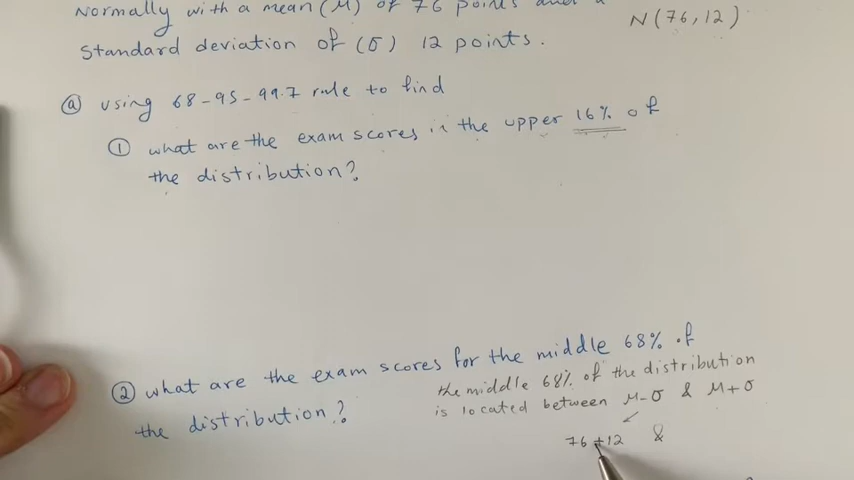 Normally with a mean (μ) of 76 points and a
Standard deviation of (σ) 12 points.
N(76,12)
ⓐ using 68-95-99.7 rule to find
① what are the exam scores in the upper 16% of
the distribution?
② what are the exam scores for the middle 68% of
the distribution?
the middle 68% of the distribution
is located between μ-σ & μ+σ
76 +12 &